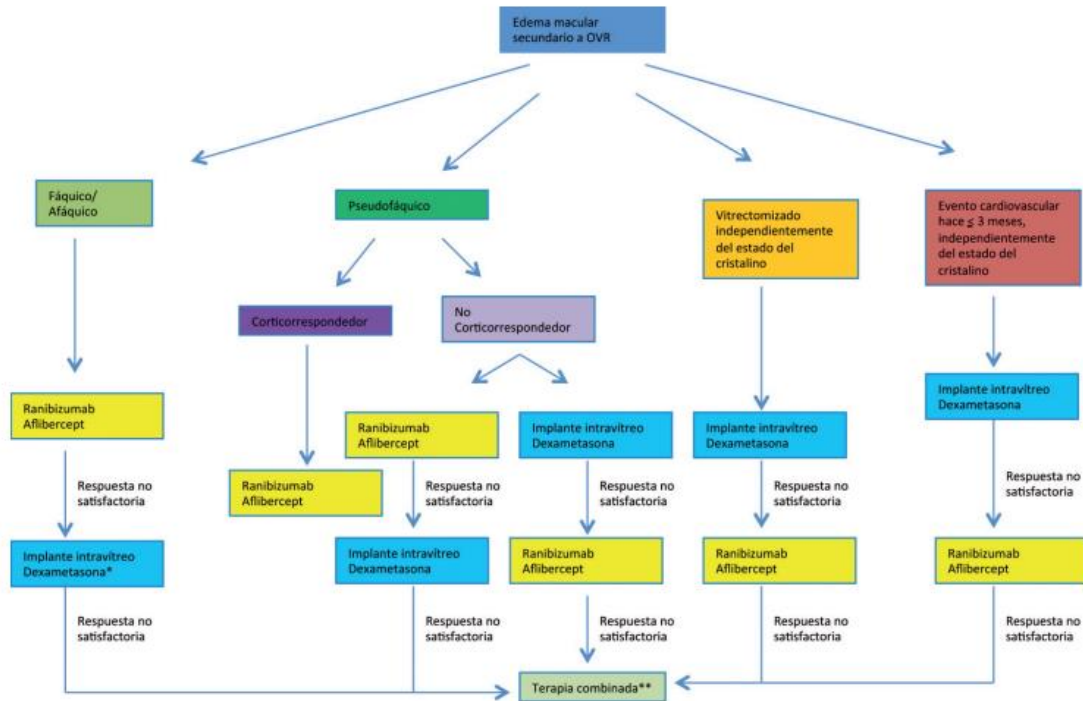 Edema macular
secundario a OVR
Fáquico/
Afáquico
Pseudofáquico
Vitrectomizado
independientemente
del estado del
cristalino
Evento cardiovascular
hace ≤ 3 meses,
independientemente
del estado del
cristalino
Corticorrespondedor
No
Corticorrespondedor
Ranibizumab
Aflibercept
Ranibizumab
Aflibercept
Ranibizumab
Aflibercept
Implante intravítreo
Dexametasona
Implante intravítreo
Dexametasona
Implante intravítreo
Dexametasona
Respuesta no
satisfactoria
Respuesta no
satisfactoria
Respuesta no
satisfactoria
Respuesta no
satisfactoria
Respuesta no
satisfactoria
Implante intravítreo
Dexametasona*
Implante intravítreo
Dexametasona
Ranibizumab
Aflibercept
Ranibizumab
Aflibercept
Ranibizumab
Aflibercept
Respuesta no
satisfactoria
Respuesta no
satisfactoria
Respuesta no
satisfactoria
Respuesta no
satisfactoria
Respuesta no
satisfactoria
Terapia combinada**